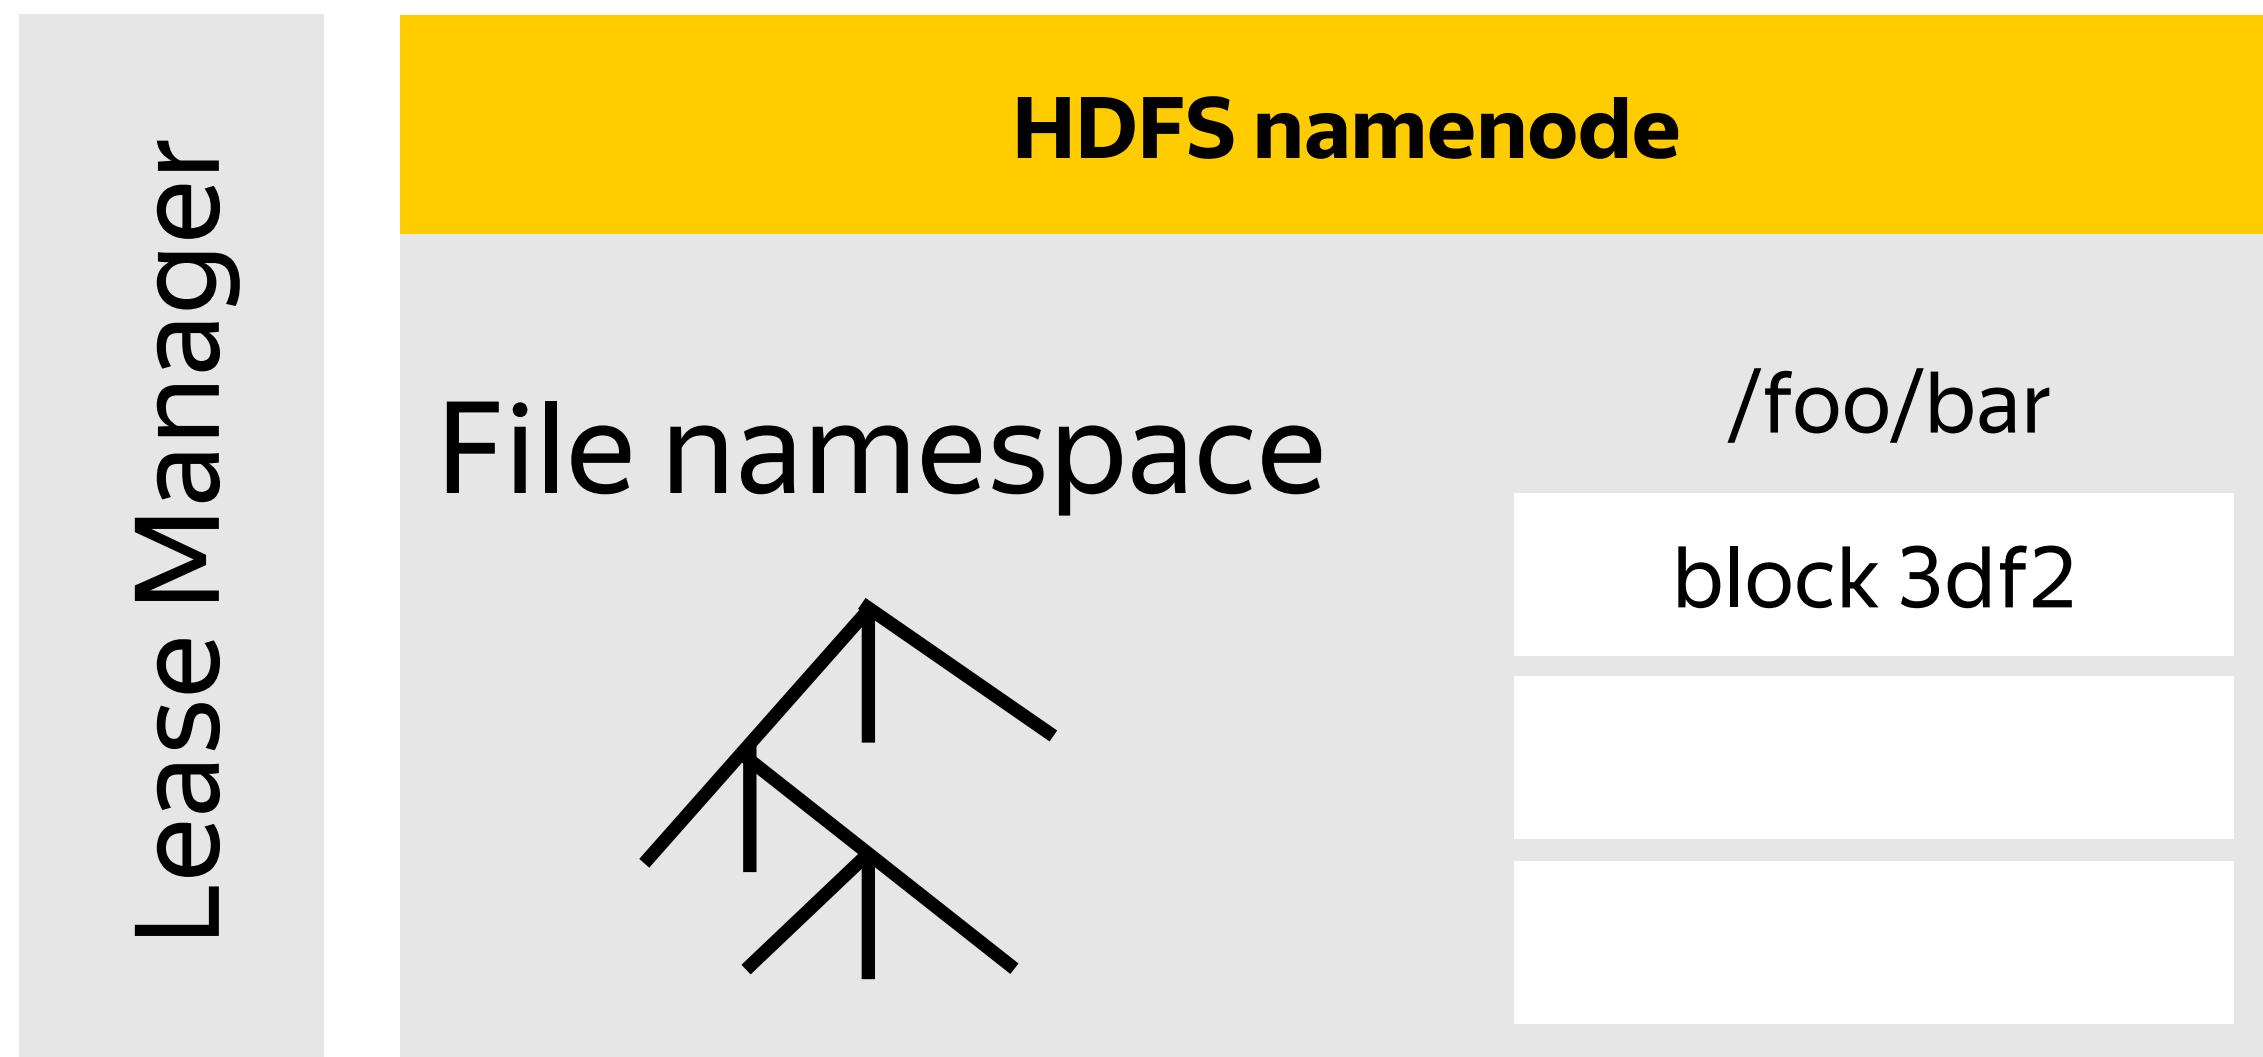 Lease Manager
HDFS namenode
File namespace
/foo/bar
block 3df2